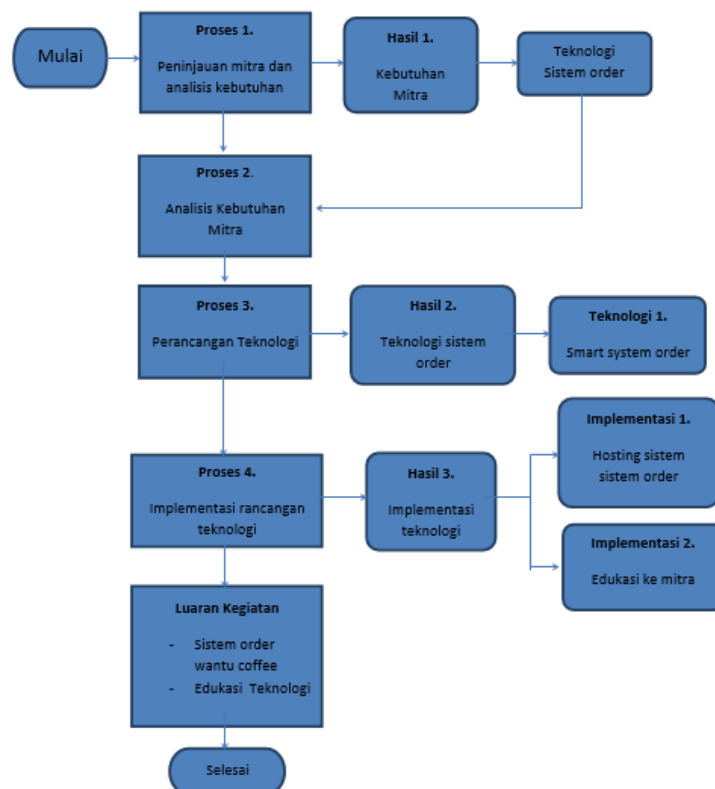 Mulai
Proses 1.
Peninjauan mitra dan
analisis kebutuhan
Hasil 1.
Kebutuhan
Mitra
Teknologi
Sistem order
Proses 2.
Analisis Kebutuhan
Mitra
Proses 3.
Perancangan Teknologi
Hasil 2.
Teknologi sistem
order
Teknologi 1.
Smart system order
Proses 4.
Implementasi rancangan
teknologi
Hasil 3.
Implementasi
teknologi
Implementasi 1.
Hosting sistem
sistem order
Implementasi 2.
Edukasi ke mitra
Luaran Kegiatan
- Sistem order
wantu coffee
- Edukasi Teknologi
Selesai